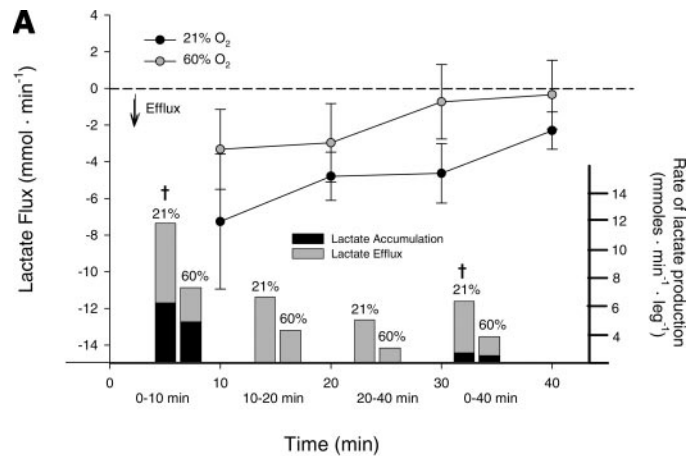 A
4
2
0
-2
-4
-6
-8
-10
-12
-14
Lactate Flux (mmol · min⁻¹)
21% O₂
60% O₂
Efflux
†
21%
60%
21%
60%
21%
60%
†
21%
60%
Lactate Accumulation
Lactate Efflux
14
12
10
8
6
4
Rate of lactate production
(mmoles · min⁻¹ · leg⁻¹)
0 10 20 30 40
0-10 min 10-20 min 20-40 min 0-40 min
Time (min)